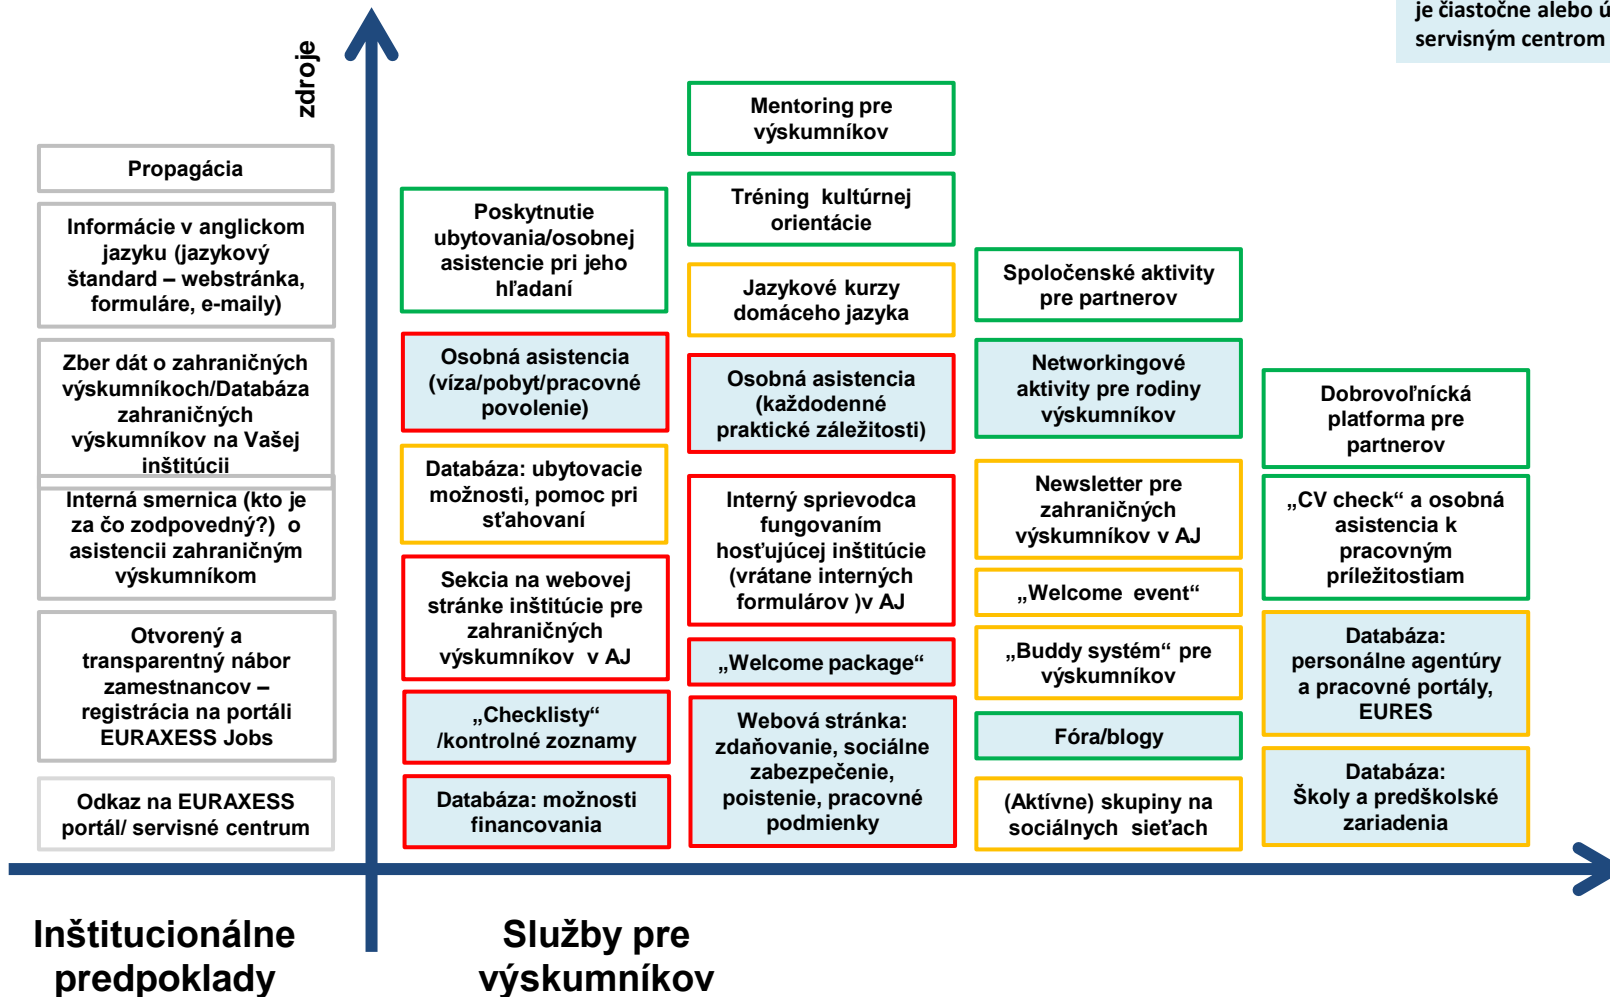 je čiastočne alebo ú
servisným centrom
zdroje
Propagácia
Informácie v anglickom
jazyku (jazykový
štandard – webstránka,
formuláre, e-maily)
Zber dát o zahraničných
výskumníkoch/Databáza
zahraničných
výskumníkov na Vašej
inštitúcii
Interná smernica (kto je
za čo zodpovedný?) o
asistencii zahraničným
výskumníkom
Otvorený a
transparentný nábor
zamestnancov –
registrácia na portáli
EURAXESS Jobs
Odkaz na EURAXESS
portál/ servisné centrum
Poskytnutie
ubytovania/osobnej
asistencie pri jeho
hľadaní
Osobná asistencia
(víza/pobyt/pracovné
povolenie)
Databáza: ubytovacie
možnosti, pomoc pri
sťahovaní
Sekcia na webovej
stránke inštitúcie pre
zahraničných
výskumníkov v AJ
„Checklisty“
/kontrolné zoznamy
Databáza: možnosti
financovania
Mentoring pre
výskumníkov
Tréning kultúrnej
orientácie
Jazykové kurzy
domáceho jazyka
Osobná asistencia
(každodenné
praktické záležitosti)
Interný sprievodca
fungovaním
hosťujúcej inštitúcie
(vrátane interných
formulárov )v AJ
„Welcome package“
Webová stránka:
zdaňovanie, sociálne
zabezpečenie,
poistenie, pracovné
podmienky
Spoločenské aktivity
pre partnerov
Networkingové
aktivity pre rodiny
výskumníkov
Newsletter pre
zahraničných
výskumníkov v AJ
„Welcome event“
„Buddy systém“ pre
výskumníkov
Fóra/blogy
(Aktívne) skupiny na
sociálnych sieťach
Dobrovoľnícká
platforma pre
partnerov
„CV check“ a osobná
asistencia k
pracovným
príležitostiam
Databáza:
personálne agentúry
a pracovné portály,
EURES
Databáza:
Školy a predškolské
zariadenia
Inštitucionálne
predpoklady
Služby pre
výskumníkov